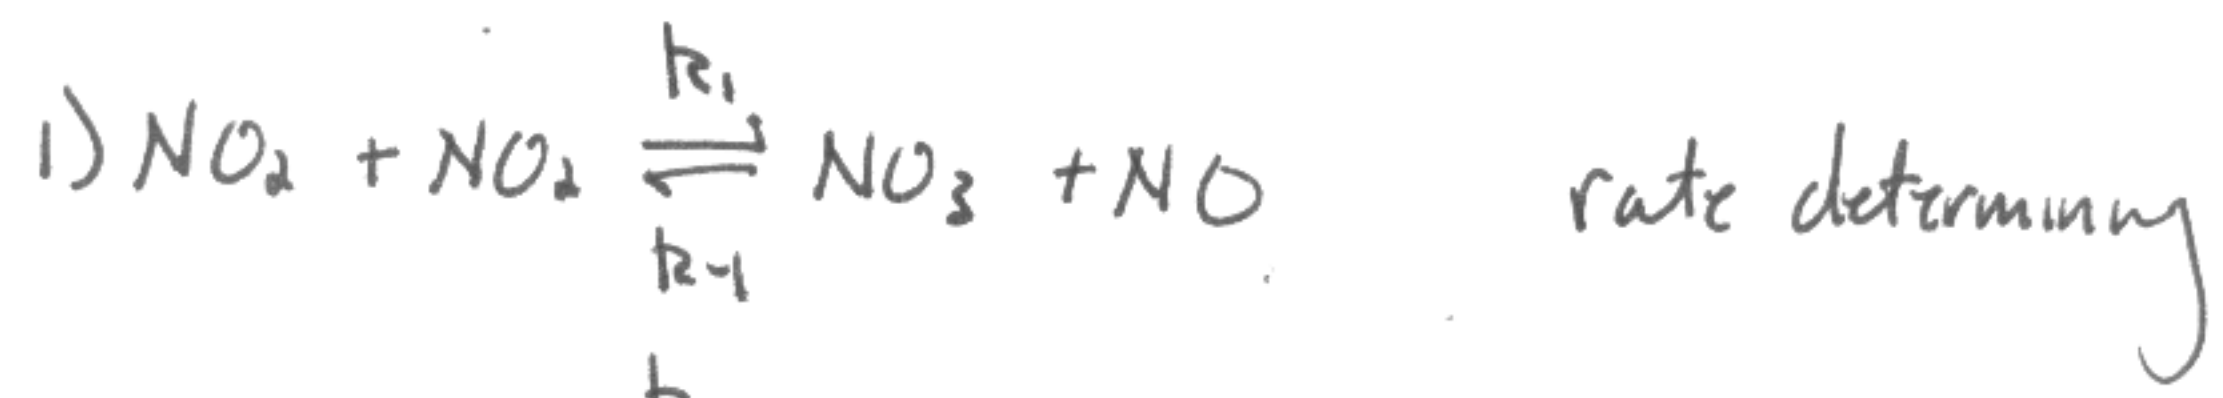 k₁
1) NO₂ + NO₂ ⇌ NO₃ + NO rate determining
k₋₁